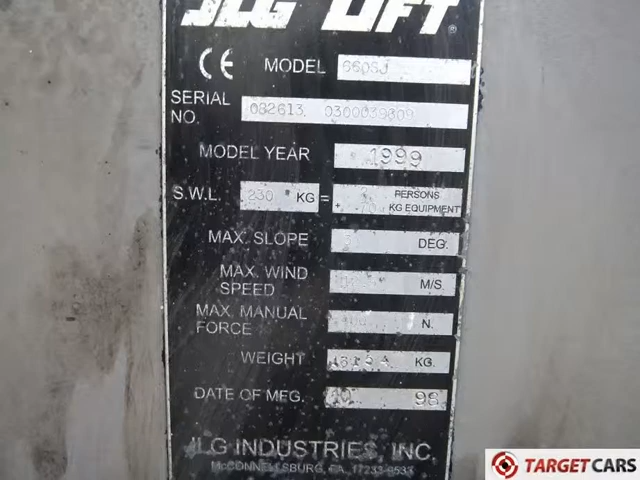 JLG LIFT
CE MODEL 660SJ
SERIAL NO. 082613 0300039809
MODEL YEAR 1999
S.W.L. 230 KG = PERSONS
+ KG EQUIPMENT
MAX. SLOPE DEG.
MAX. WIND SPEED M/S.
MAX. MANUAL FORCE N.
WEIGHT KG.
DATE OF MFG. 98
JLG INDUSTRIES, INC.
McCONNELLSBURG, PA. 17233-9533
TARGETCARS